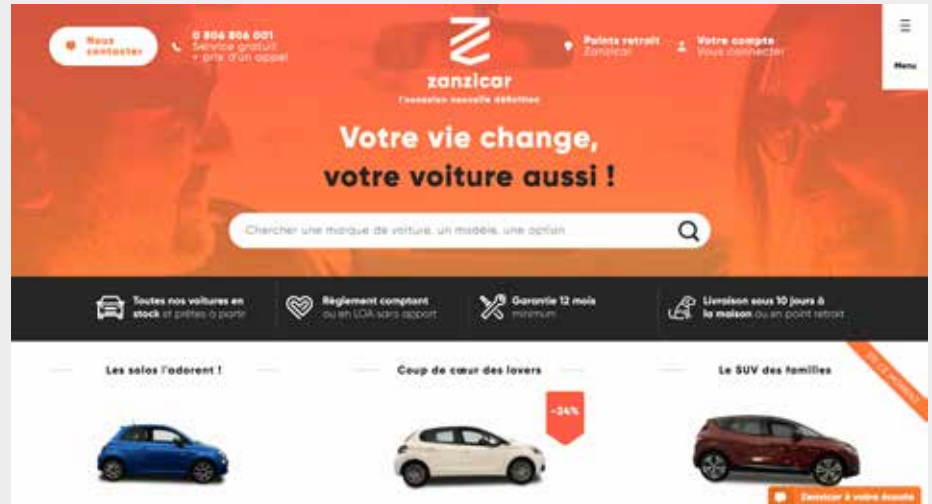 Nous
contacter
0 806 806 001
Service gratuit
+ prix d'un appel
zanzicar
l'occasion nouvelle définition
Points retrait
Zanzicar
Votre compte
Vous connecter
Menu
Votre vie change,
votre voiture aussi !
Chercher une marque de voiture, un modèle, une option
Toutes nos voitures en
stock et prêtes à partir
Règlement comptant
ou en LOA sans apport
Garantie 12 mois
minimum
Livraison sous 10 jours à
la maison ou en point retrait
Les solos l'adorent !
Coup de cœur des lovers
Le SUV des familles
-24%
Zanzicar à votre écoute